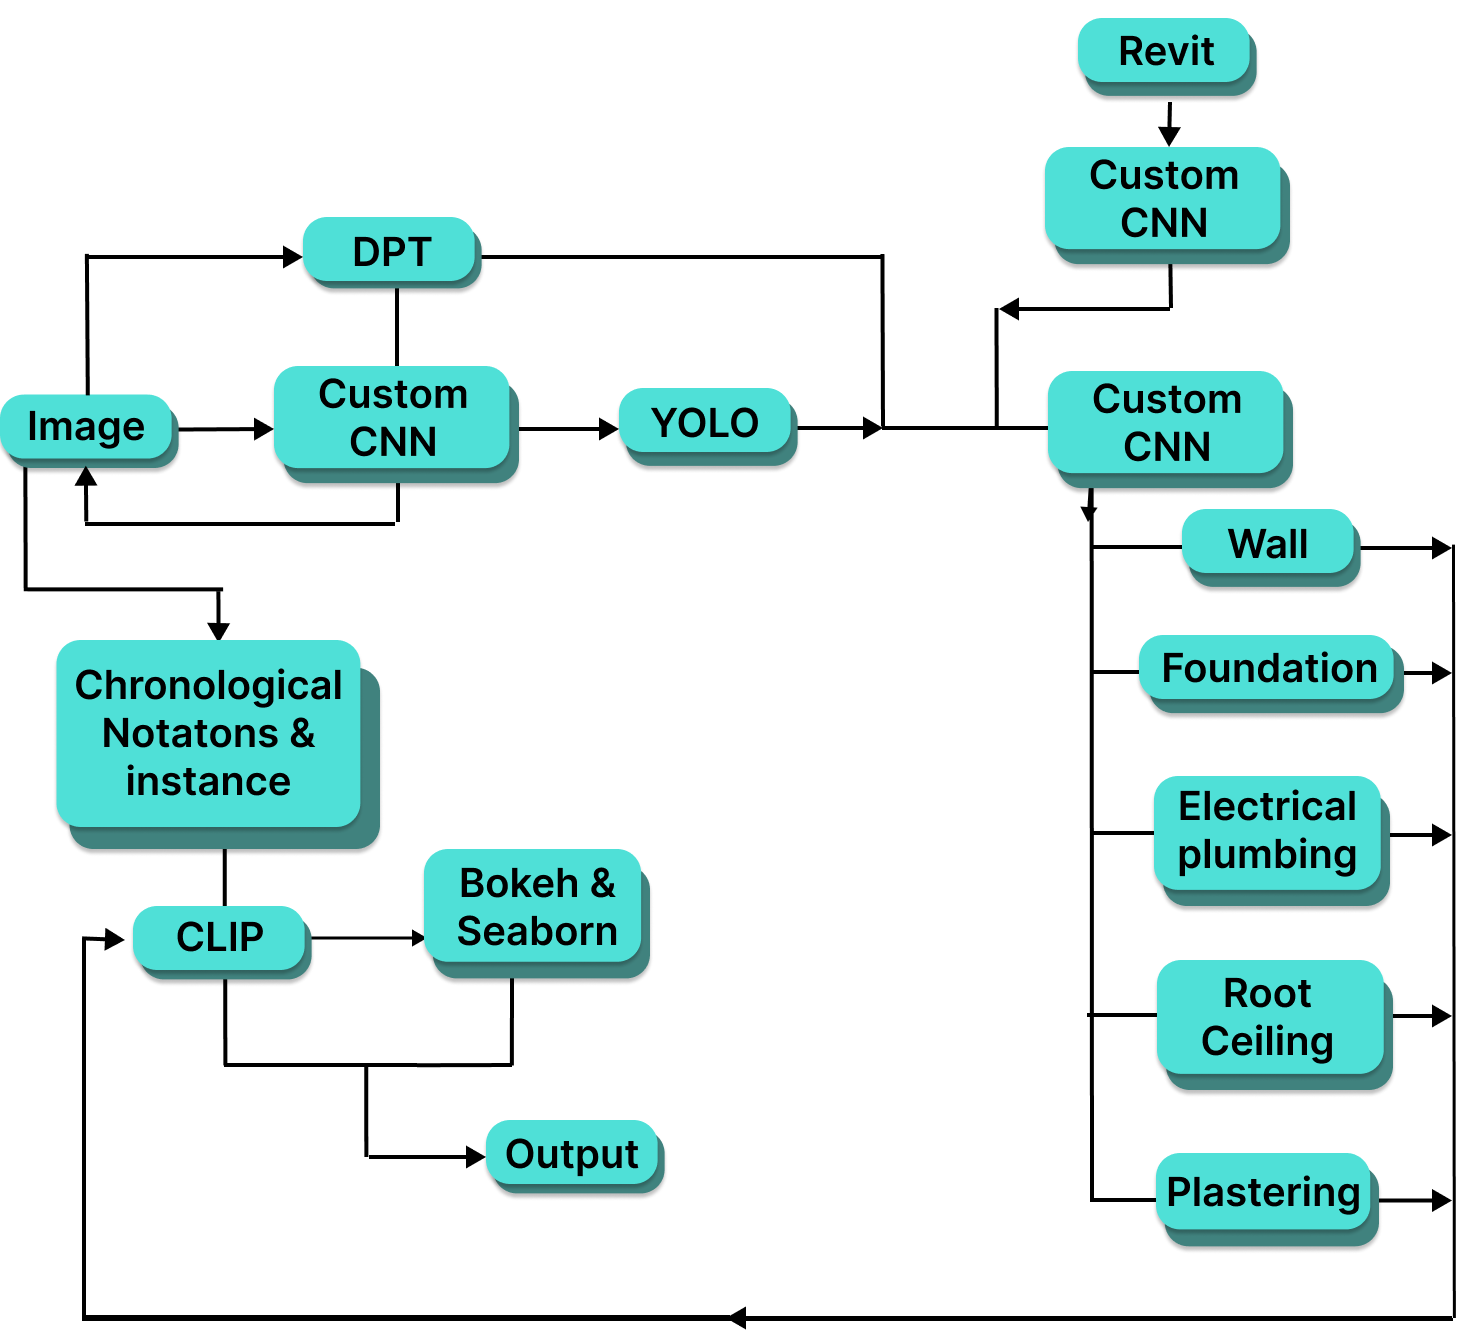 Revit
Custom
CNN
DPT
Image
Custom
CNN
YOLO
Custom
CNN
Wall
Foundation
Chronological
Notatons &
instance
Electrical
plumbing
Bokeh &
Seaborn
CLIP
Root
Ceiling
Output
Plastering